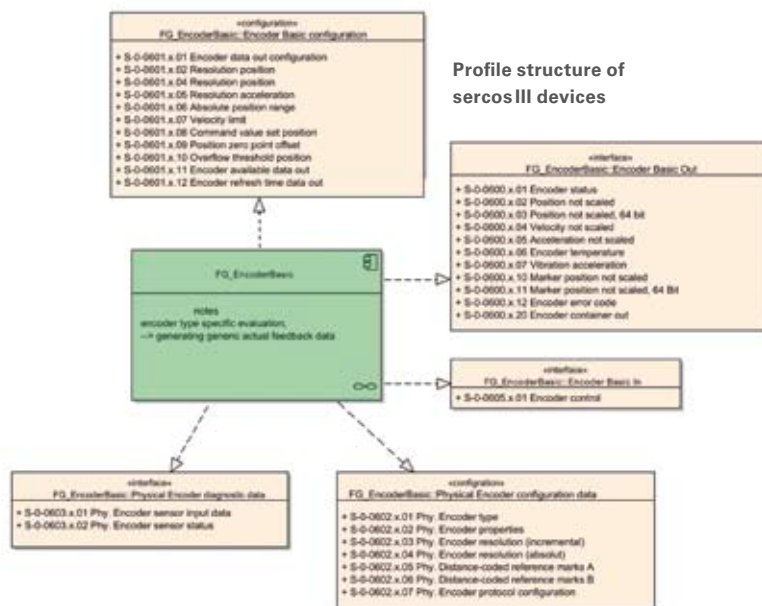 «configuration»
FG_EncoderBasic::Encoder Basic configuration
+ S-0-0601.x.01 Encoder data out configuration
+ S-0-0601.x.02 Resolution position
+ S-0-0601.x.04 Resolution position
+ S-0-0601.x.05 Resolution acceleration
+ S-0-0601.x.06 Absolute position range
+ S-0-0601.x.07 Velocity limit
+ S-0-0601.x.08 Command value set position
+ S-0-0601.x.09 Position zero point offset
+ S-0-0601.x.10 Overflow threshold position
+ S-0-0601.x.11 Encoder available data out
+ S-0-0601.x.12 Encoder refresh time data out
Profile structure of
sercos III devices
«interface»
FG_EncoderBasic::Encoder Basic Out
+ S-0-0600.x.01 Encoder status
+ S-0-0600.x.02 Position not scaled
+ S-0-0600.x.03 Position not scaled, 64 bit
+ S-0-0600.x.04 Velocity not scaled
+ S-0-0600.x.05 Acceleration not scaled
+ S-0-0600.x.06 Encoder temperature
+ S-0-0600.x.07 Vibration acceleration
+ S-0-0600.x.10 Marker position not scaled
+ S-0-0600.x.11 Marker position not scaled, 64 Bit
+ S-0-0600.x.12 Encoder error code
+ S-0-0600.x.20 Encoder container out
FG_EncoderBasic
notes
encoder type specific evaluation,
--> generating generic actual feedback data
«interface»
FG_EncoderBasic::Encoder Basic In
+ S-0-0605.x.01 Encoder control
«interface»
FG_EncoderBasic::Physical Encoder diagnostic data
+ S-0-0603.x.01 Phy. Encoder sensor input data
+ S-0-0603.x.02 Phy. Encoder sensor status
«configration»
FG_EncoderBasic::Physical Encoder configuration data
+ S-0-0602.x.01 Phy. Encoder type
+ S-0-0602.x.02 Phy. Encoder properties
+ S-0-0602.x.03 Phy. Encoder resolution (incremental)
+ S-0-0602.x.04 Phy. Encoder resolution (absolut)
+ S-0-0602.x.05 Phy. Distance-coded reference marks A
+ S-0-0602.x.06 Phy. Distance-coded reference marks B
+ S-0-0602.x.07 Phy. Encoder protocol configuration